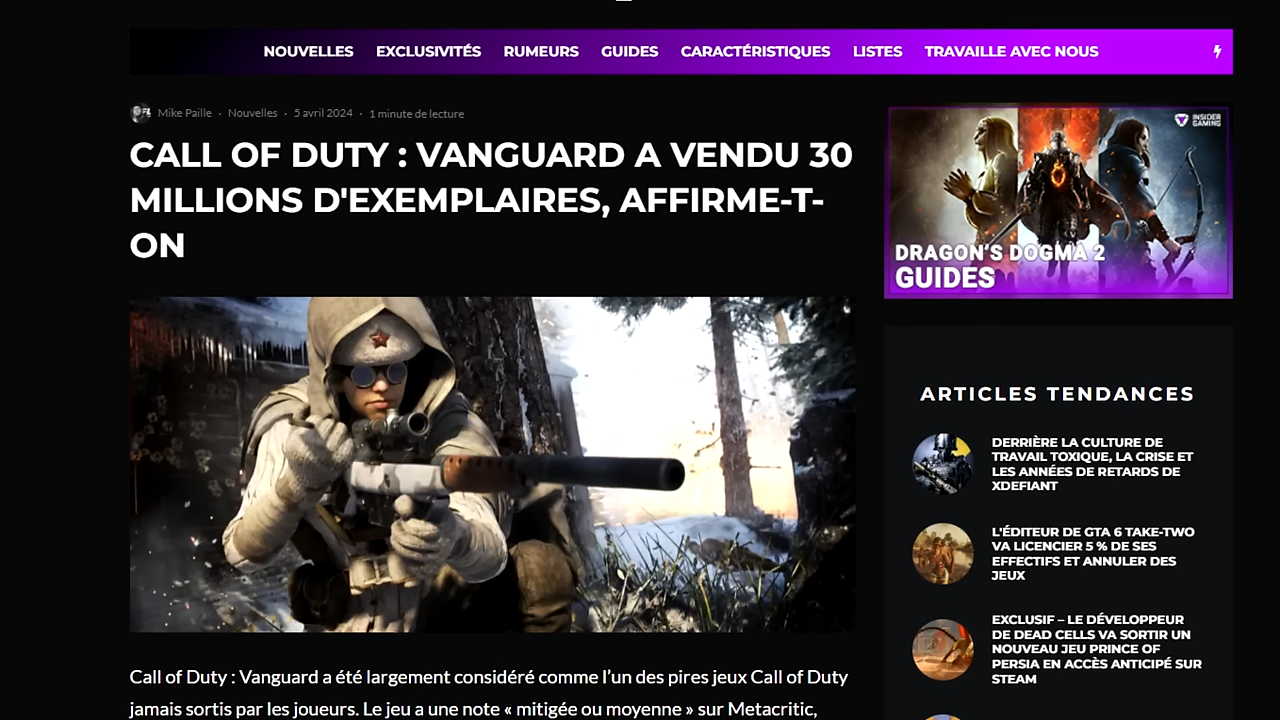 NOUVELLES EXCLUSIVITÉS RUMEURS GUIDES CARACTÉRISTIQUES LISTES TRAVAILLE AVEC NOUS
Mike Paille · Nouvelles · 5 avril 2024 · 1 minute de lecture
CALL OF DUTY : VANGUARD A VENDU 30
MILLIONS D'EXEMPLAIRES, AFFIRME-T-
ON
Call of Duty : Vanguard a été largement considéré comme l’un des pires jeux Call of Duty
jamais sortis par les joueurs. Le jeu a une note « mitigée ou moyenne » sur Metacritic,
INSIDER
GAMING
DRAGON'S DOGMA 2
GUIDES
ARTICLES TENDANCES
DERRIÈRE LA CULTURE DE
TRAVAIL TOXIQUE, LA CRISE ET
LES ANNÉES DE RETARDS DE
XDEFIANT
L'ÉDITEUR DE GTA 6 TAKE-TWO
VA LICENCIER 5 % DE SES
EFFECTIFS ET ANNULER DES
JEUX
EXCLUSIF – LE DÉVELOPPEUR
DE DEAD CELLS VA SORTIR UN
NOUVEAU JEU PRINCE OF
PERSIA EN ACCÈS ANTICIPÉ SUR
STEAM